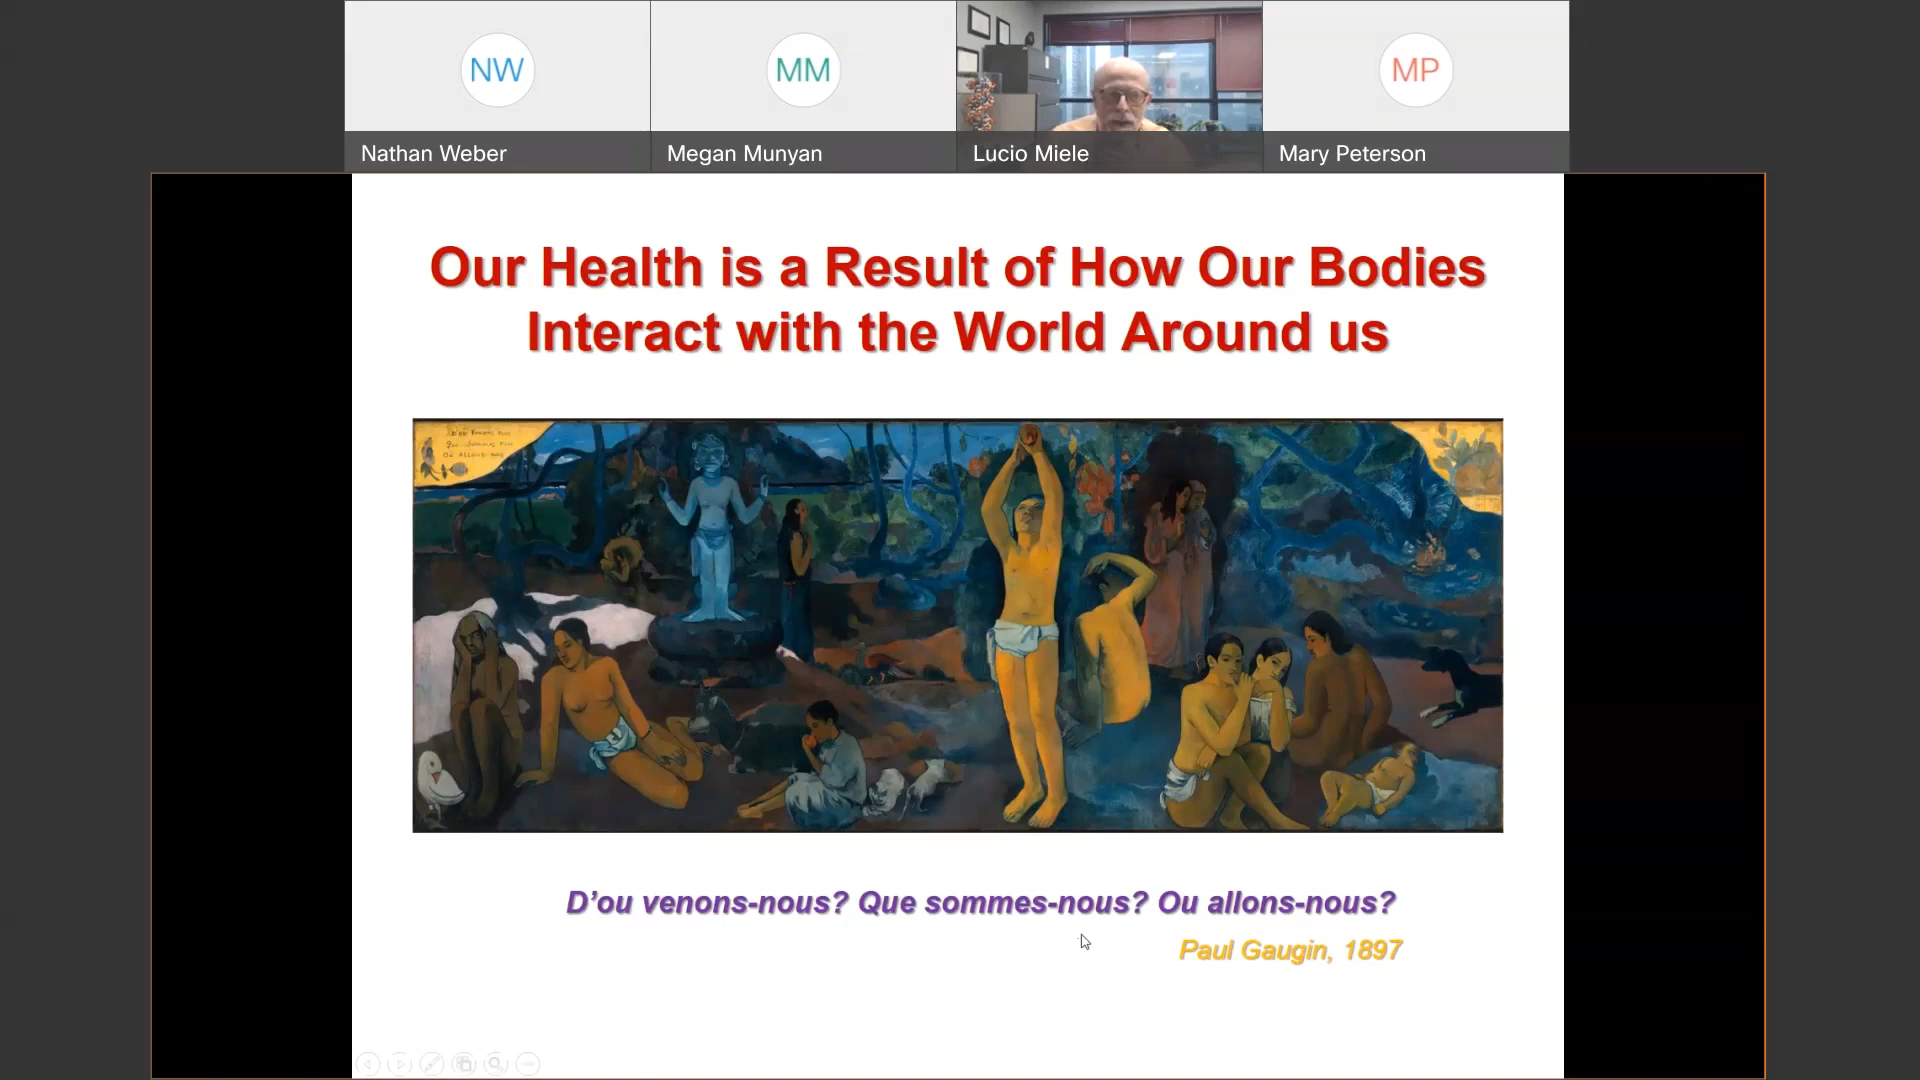 NW
MM
MP
Nathan Weber
Megan Munyan
Lucio Miele
Mary Peterson
Our Health is a Result of How Our Bodies
Interact with the World Around us
D'ou venons-nous? Que sommes-nous? Ou allons-nous?
Paul Gaugin, 1897